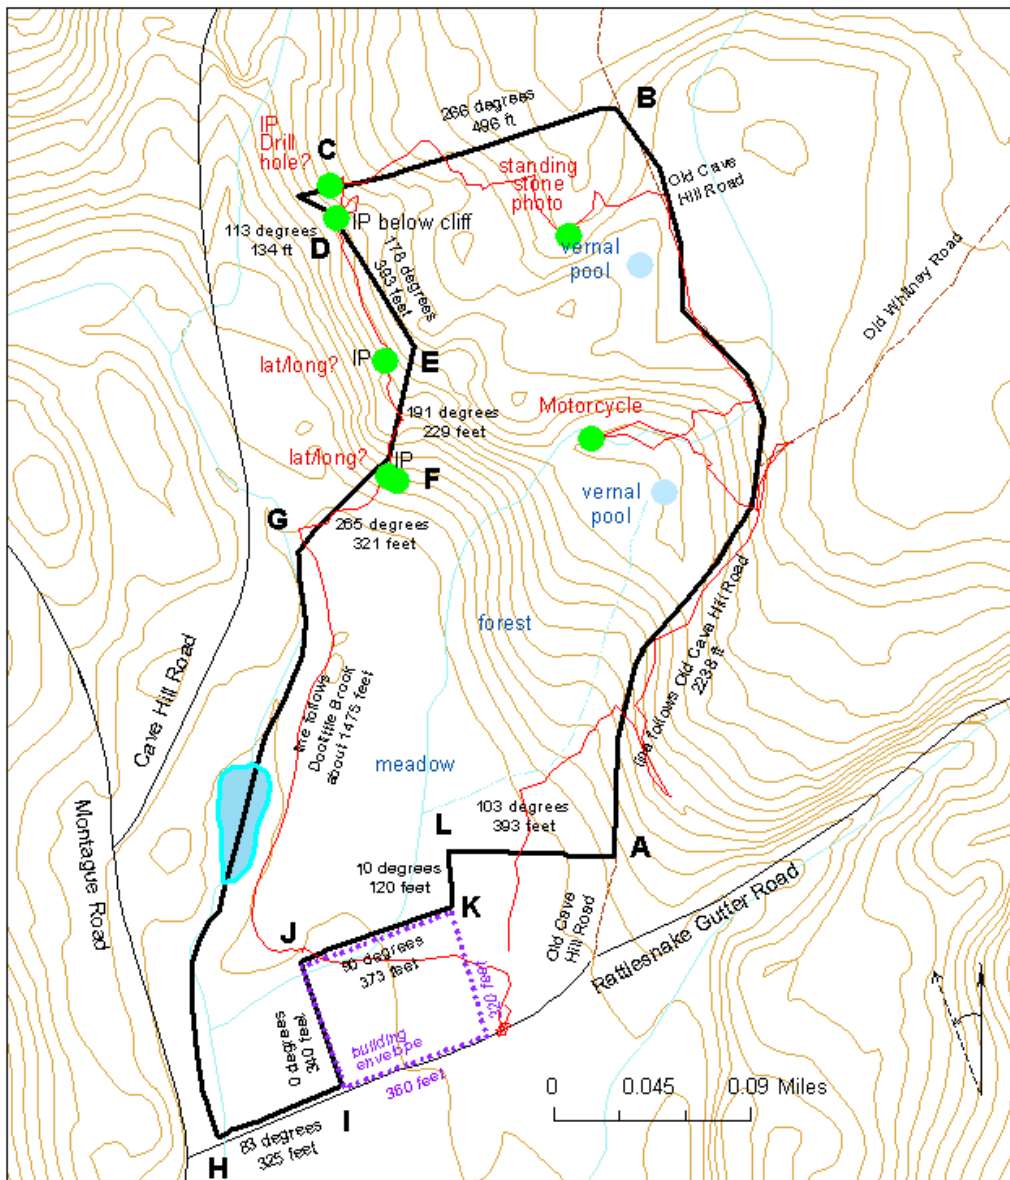 B
266 degrees
496 ft
IP
Drill
hole?
C
standing
stone
photo
Old Cave
Hill Road
IP below cliff
113 degrees
134 ft
D
178 degrees
393 feet
vernal
pool
Old Whitney Road
E
IP
lat/long?
191 degrees
229 feet
Motorcycle
lat/long?
IP
F
vernal
pool
G
265 degrees
321 feet
forest
line follows Old Cave Hill Road
2238 ft
Cave Hill Road
line follows
Doolittle Brook
about 1475 feet
meadow
Montague Road
103 degrees
393 feet
L
A
10 degrees
120 feet
K
Old Cave
Hill Road
Rattlesnake Gutter Road
J
90 degrees
373 feet
320 feet
0 degrees
340 feet
building
envelope
360 feet
0 0.045 0.09 Miles
I
83 degrees
325 feet
H